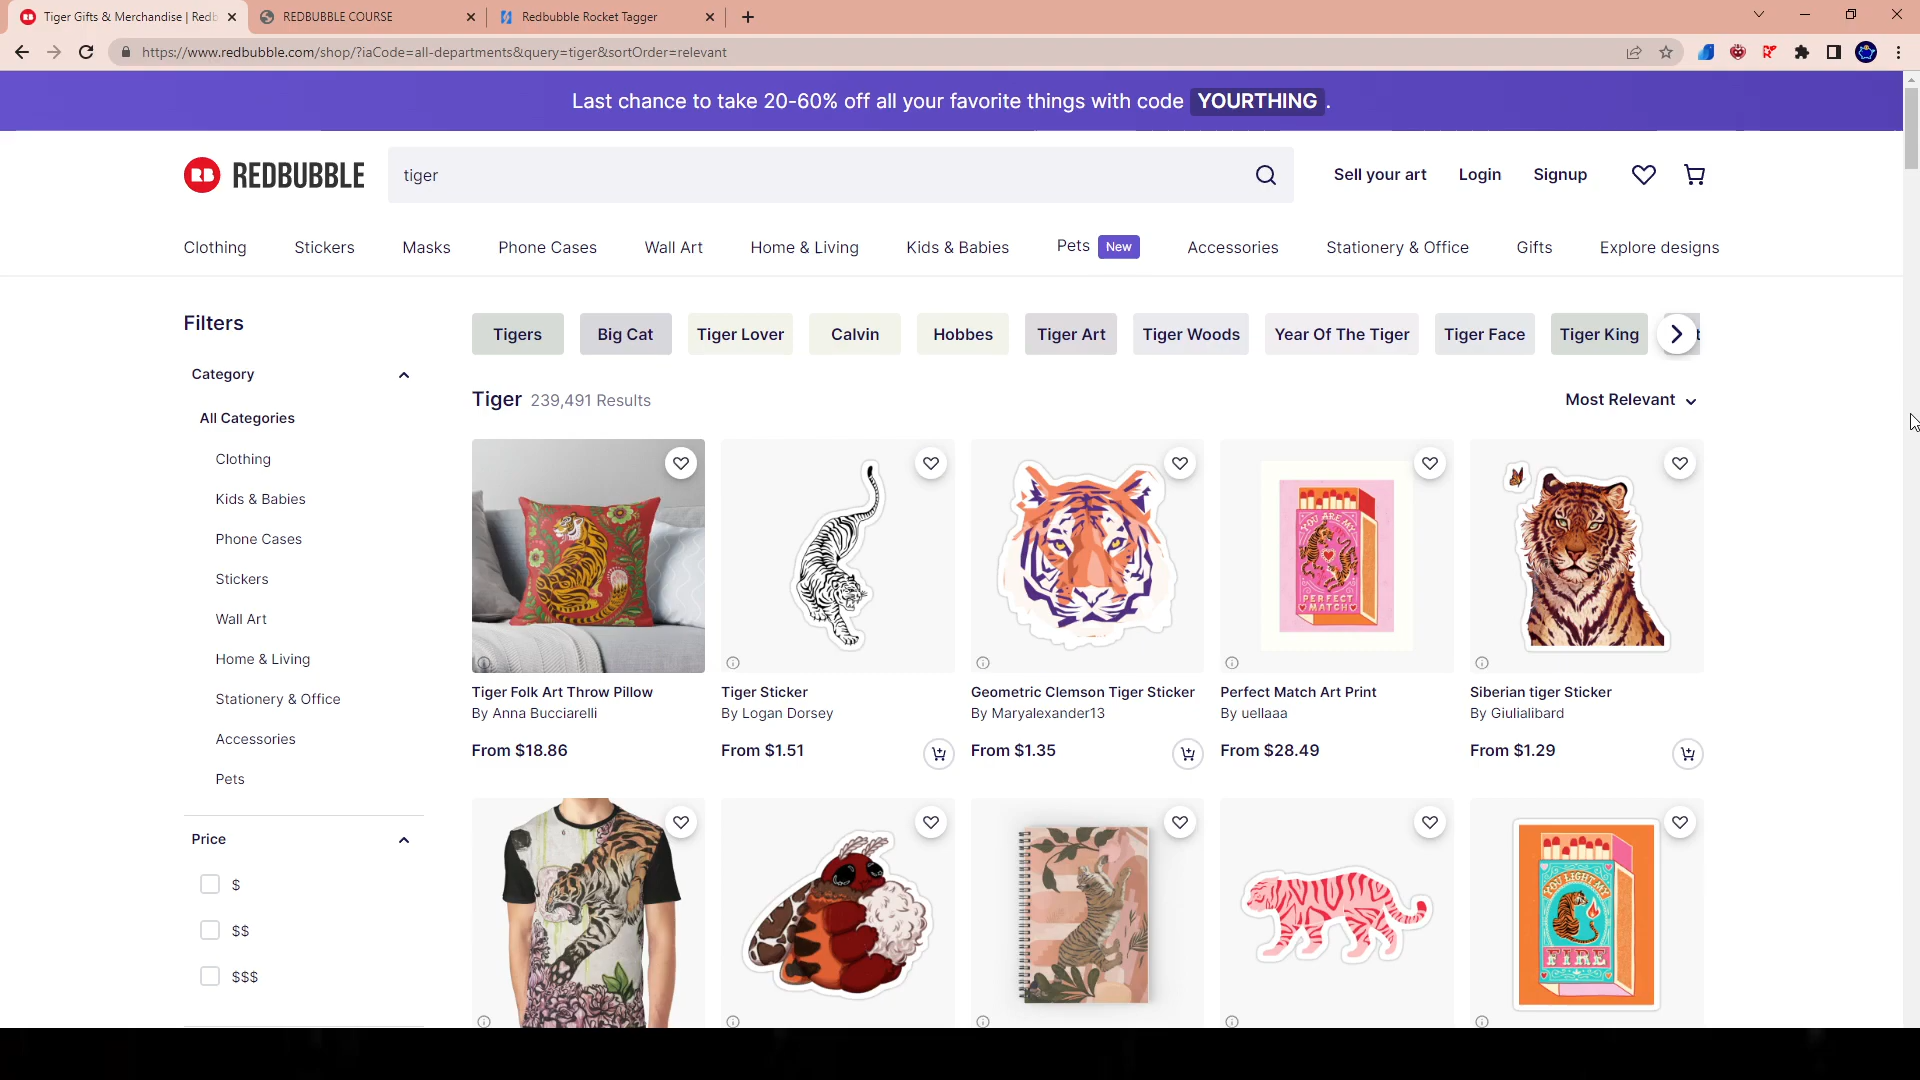 Tiger Gifts & Merchandise | Redb
REDBUBBLE COURSE
Redbubble Rocket Tagger
https://www.redbubble.com/shop/?iaCode=all-departments&query=tiger&sortOrder=relevant
Last chance to take 20-60% off all your favorite things with code YOURTHING .
RB REDBUBBLE
tiger
Sell your art
Login
Signup
Clothing
Stickers
Masks
Phone Cases
Wall Art
Home & Living
Kids & Babies
Pets New
Accessories
Stationery & Office
Gifts
Explore designs
Filters
Tigers
Big Cat
Tiger Lover
Calvin
Hobbes
Tiger Art
Tiger Woods
Year Of The Tiger
Tiger Face
Tiger King
Category
All Categories
Clothing
Kids & Babies
Phone Cases
Stickers
Wall Art
Home & Living
Stationery & Office
Accessories
Pets
Price
$
$$
$$$
Tiger 239,491 Results
Most Relevant
YOU ARE MY
PERFECT
MATCH
Tiger Folk Art Throw Pillow
By Anna Bucciarelli
From $18.86
Tiger Sticker
By Logan Dorsey
From $1.51
Geometric Clemson Tiger Sticker
By Maryalexander13
From $1.35
Perfect Match Art Print
By uellaaa
From $28.49
Siberian tiger Sticker
By Giulialibard
From $1.29
YOU LIGHT MY
FIRE